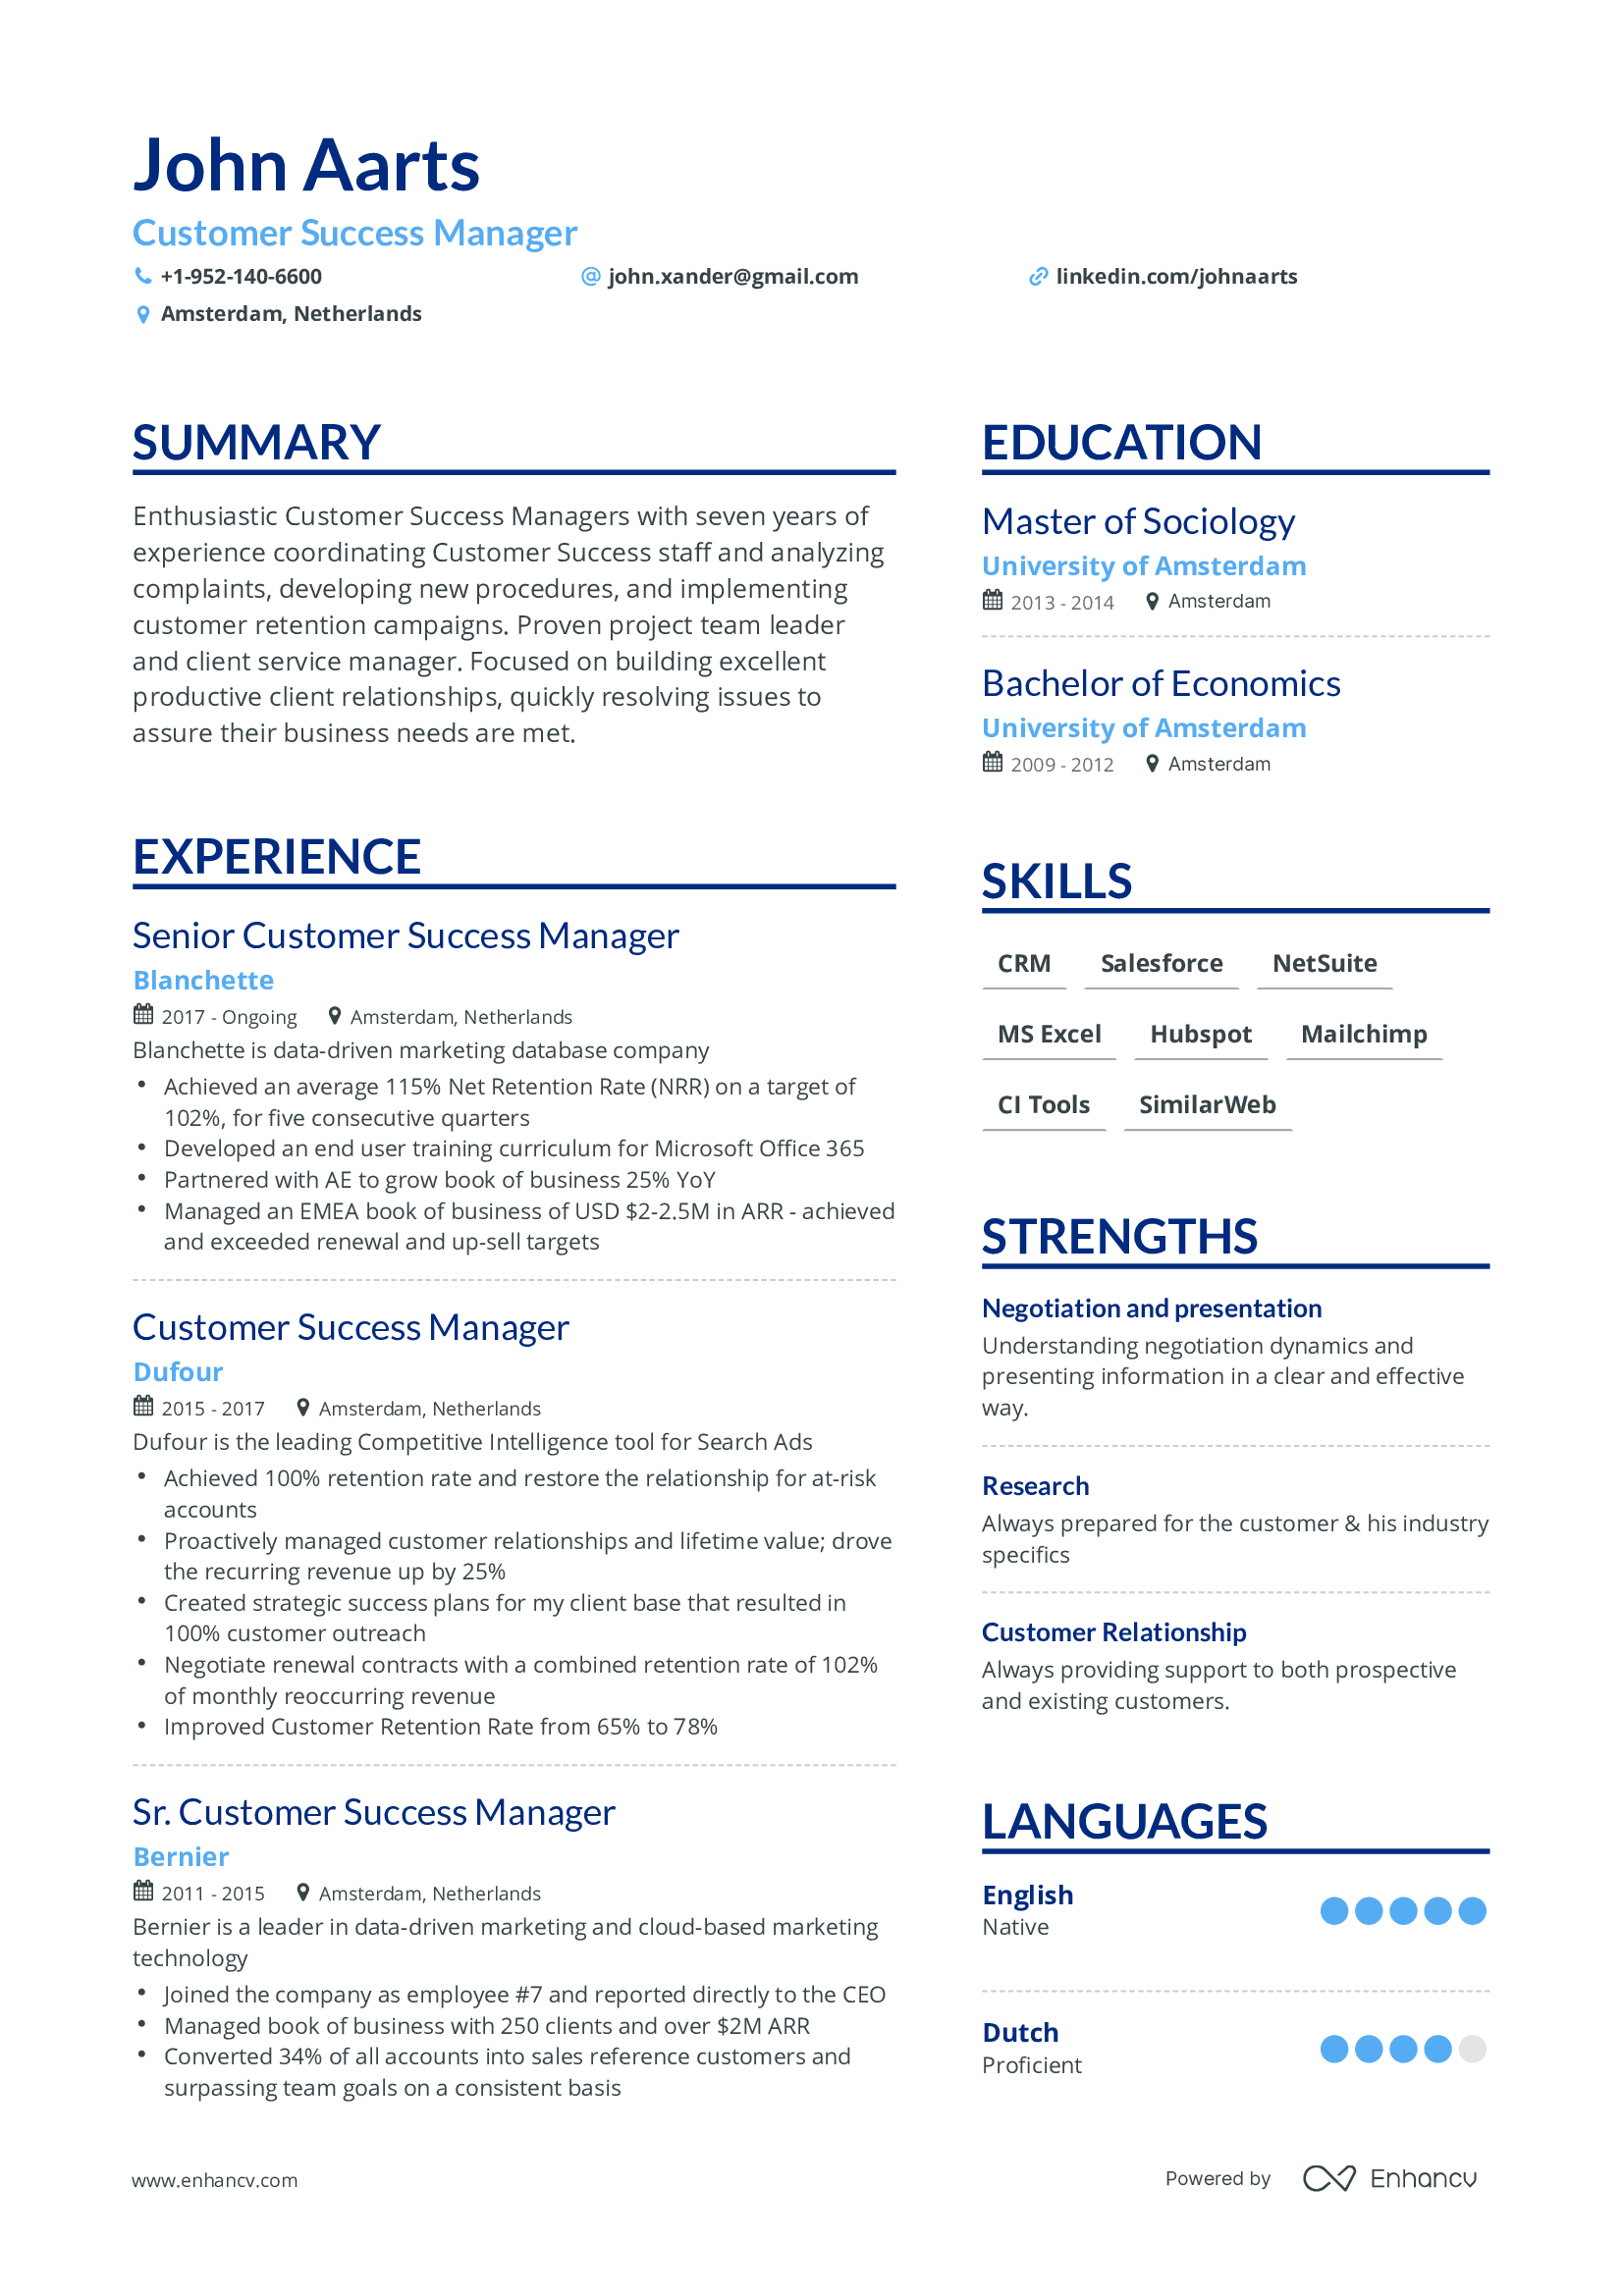 John Aarts
Customer Success Manager
+1-952-140-6600
john.xander@gmail.com
linkedin.com/johnaarts
Amsterdam, Netherlands
SUMMARY
Enthusiastic Customer Success Managers with seven years of
experience coordinating Customer Success staff and analyzing
complaints, developing new procedures, and implementing
customer retention campaigns. Proven project team leader
and client service manager. Focused on building excellent
productive client relationships, quickly resolving issues to
assure their business needs are met.
EXPERIENCE
Senior Customer Success Manager
Blanchette
2017 - Ongoing Amsterdam, Netherlands
Blanchette is data-driven marketing database company
• Achieved an average 115% Net Retention Rate (NRR) on a target of
102%, for five consecutive quarters
• Developed an end user training curriculum for Microsoft Office 365
• Partnered with AE to grow book of business 25% YoY
• Managed an EMEA book of business of USD $2-2.5M in ARR - achieved
and exceeded renewal and up-sell targets
Customer Success Manager
Dufour
2015 - 2017 Amsterdam, Netherlands
Dufour is the leading Competitive Intelligence tool for Search Ads
• Achieved 100% retention rate and restore the relationship for at-risk
accounts
• Proactively managed customer relationships and lifetime value; drove
the recurring revenue up by 25%
• Created strategic success plans for my client base that resulted in
100% customer outreach
• Negotiate renewal contracts with a combined retention rate of 102%
of monthly reoccurring revenue
• Improved Customer Retention Rate from 65% to 78%
Sr. Customer Success Manager
Bernier
2011 - 2015 Amsterdam, Netherlands
Bernier is a leader in data-driven marketing and cloud-based marketing
technology
• Joined the company as employee #7 and reported directly to the CEO
• Managed book of business with 250 clients and over $2M ARR
• Converted 34% of all accounts into sales reference customers and
surpassing team goals on a consistent basis
EDUCATION
Master of Sociology
University of Amsterdam
2013 - 2014 Amsterdam
Bachelor of Economics
University of Amsterdam
2009 - 2012 Amsterdam
SKILLS
CRM Salesforce NetSuite
MS Excel Hubspot Mailchimp
CI Tools SimilarWeb
STRENGTHS
Negotiation and presentation
Understanding negotiation dynamics and
presenting information in a clear and effective
way.
Research
Always prepared for the customer & his industry
specifics
Customer Relationship
Always providing support to both prospective
and existing customers.
LANGUAGES
English
Native
Dutch
Proficient
www.enhancv.com
Powered by Enhancv